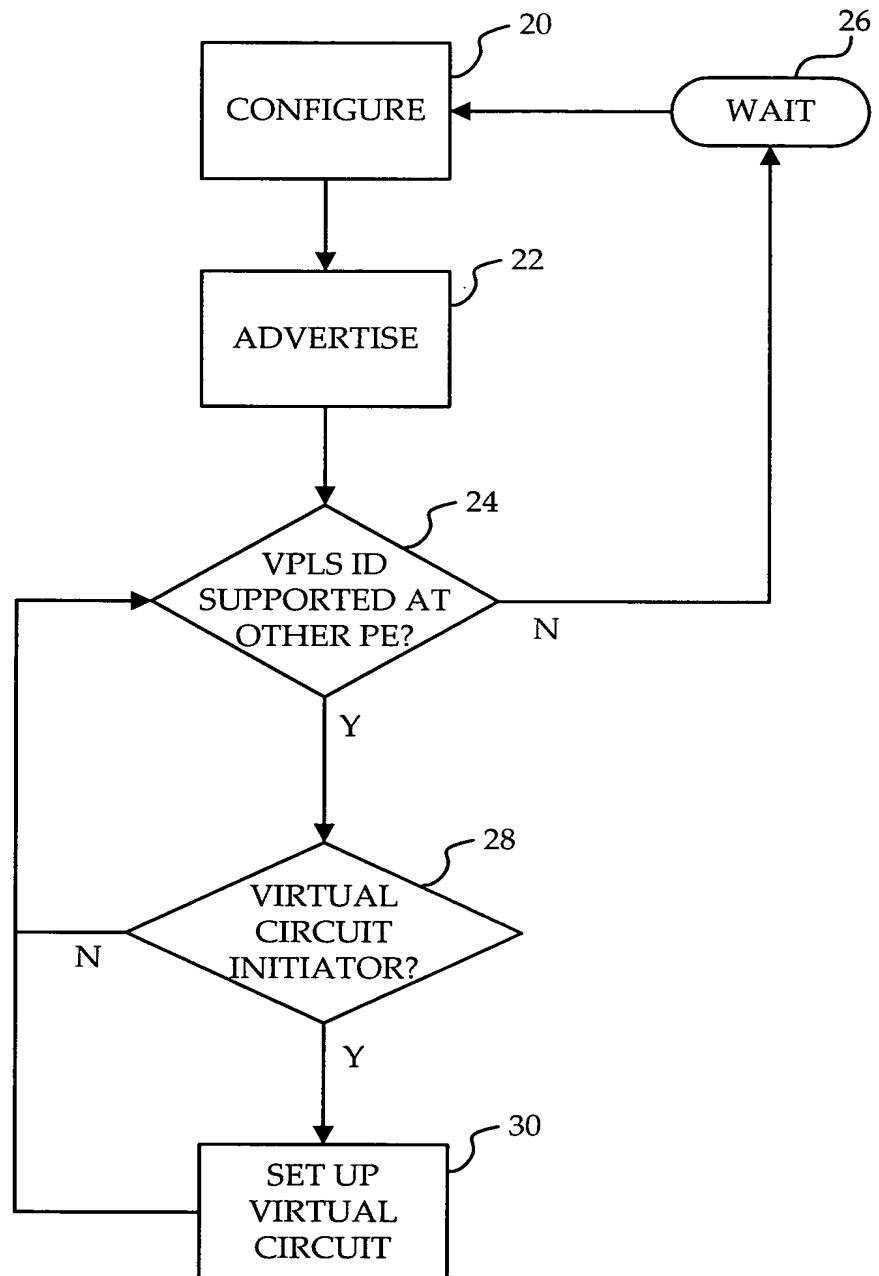 20
26
CONFIGURE
WAIT
22
ADVERTISE
24
VPLS ID
SUPPORTED AT
OTHER PE?
N
Y
28
VIRTUAL
CIRCUIT
INITIATOR?
N
Y
30
SET UP
VIRTUAL
CIRCUIT